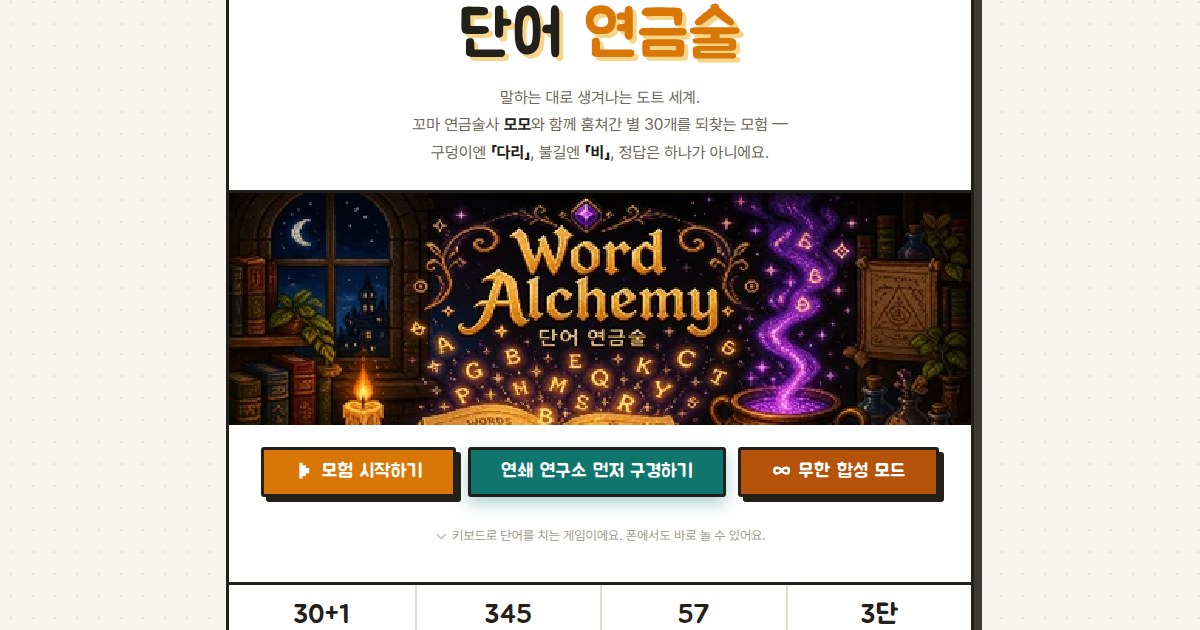 단어 연금술
말하는 대로 생겨나는 도트 세계.
꼬마 연금술사 모모와 함께 훔쳐간 별 30개를 되찾는 모험 —
구덩이엔 「다리」, 불길엔 「비」, 정답은 하나가 아니에요.
Word
Alchemy
단어 연금술
A B E K C S
G N M Q Y T
P B S R
WORDS
모험 시작하기
연쇄 연구소 먼저 구경하기
∞ 무한 합성 모드
키보드로 단어를 치는 게임이에요. 폰에서도 바로 놀 수 있어요.
30+1 345 57 3단